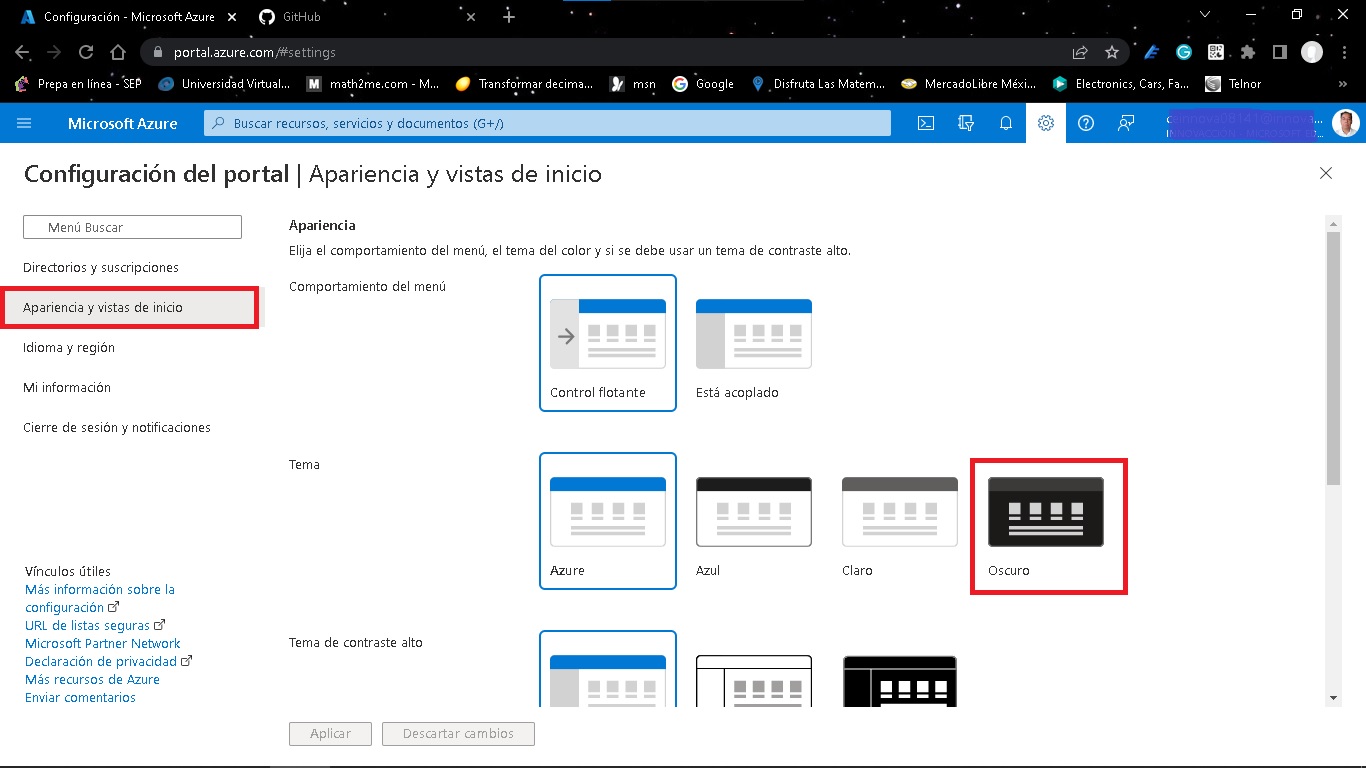 Configuración - Microsoft Azure
GitHub
portal.azure.com/#settings
Prepa en línea - SEP
Universidad Virtual...
math2me.com - M...
Transformar decima...
msn
Google
Disfruta Las Matem...
MercadoLibre Méxi...
Electronics, Cars, Fa...
Telnor
»
Microsoft Azure
Buscar recursos, servicios y documentos (G+/)
Configuración del portal | Apariencia y vistas de inicio
Menú Buscar
Directorios y suscripciones
Apariencia y vistas de inicio
Idioma y región
Mi información
Cierre de sesión y notificaciones
Vínculos útiles
Más información sobre la
configuración
URL de listas seguras
Microsoft Partner Network
Declaración de privacidad
Más recursos de Azure
Enviar comentarios
Apariencia
Elija el comportamiento del menú, el tema del color y si se debe usar un tema de contraste alto.
Comportamiento del menú
Control flotante
Está acoplado
Tema
Azure
Azul
Claro
Oscuro
Tema de contraste alto
Aplicar
Descartar cambios